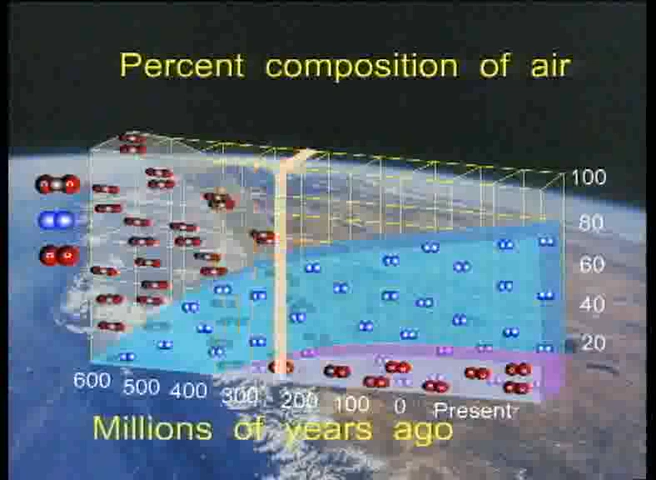 Percent composition of air
100
80
60
40
20
600 500 400 300 200 100 0 Present
Millions of years ago